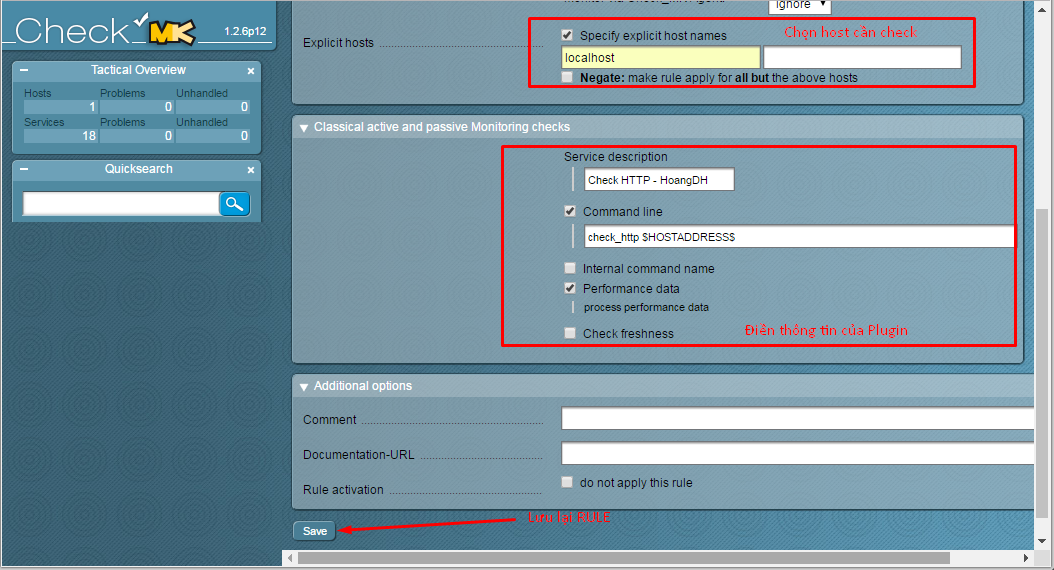 Check MK 1.2.6p12
Tactical Overview ×
Hosts Problems Unhandled
1 0 0
Services Problems Unhandled
18 0 0
Quicksearch ×
ignore
Explicit hosts
Specify explicit host names
Chọn host cần check
localhost
Negate: make rule apply for all but the above hosts
Classical active and passive Monitoring checks
Service description
Check HTTP - HoangDH
Command line
check_http $HOSTADDRESS$
Internal command name
Performance data
process performance data
Check freshness
Điền thông tin của Plugin
Additional options
Comment
Documentation-URL
Rule activation
do not apply this rule
Save
Lưu lại RULE